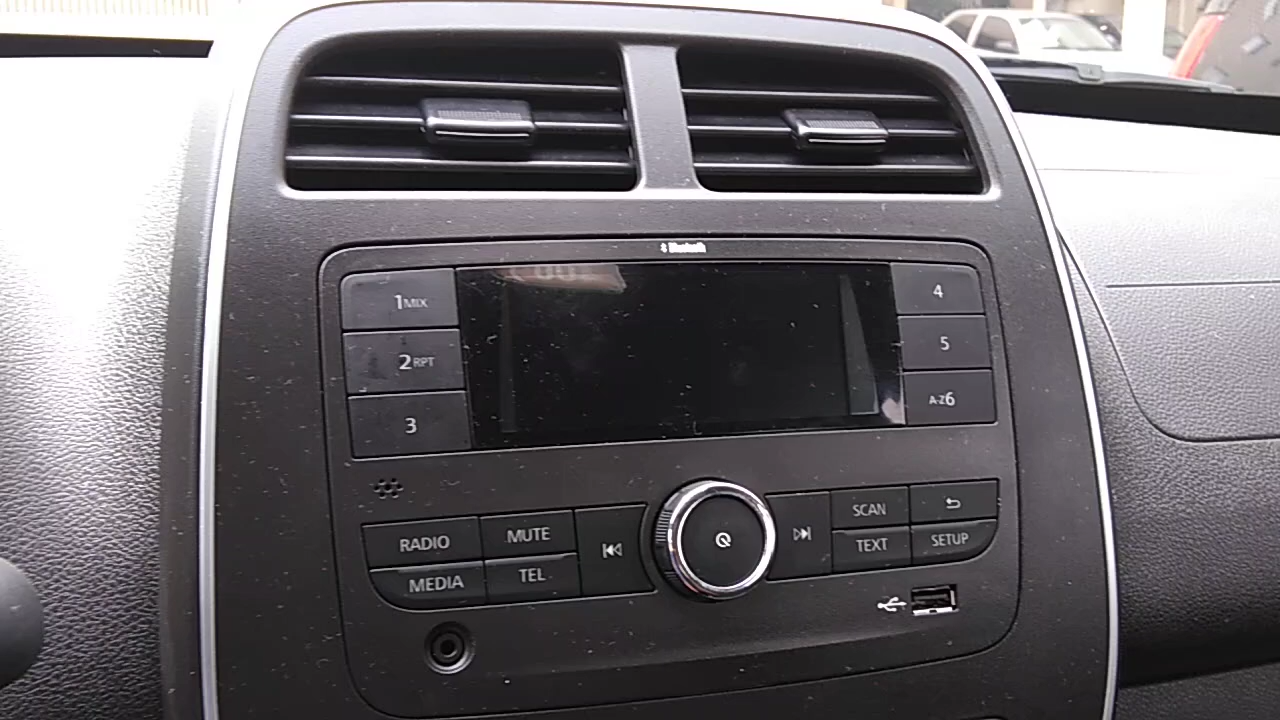 Bluetooth
1MIX
2RPT
3
4
5
A-Z6
RADIO
MUTE
MEDIA
TEL
SCAN
TEXT
SETUP